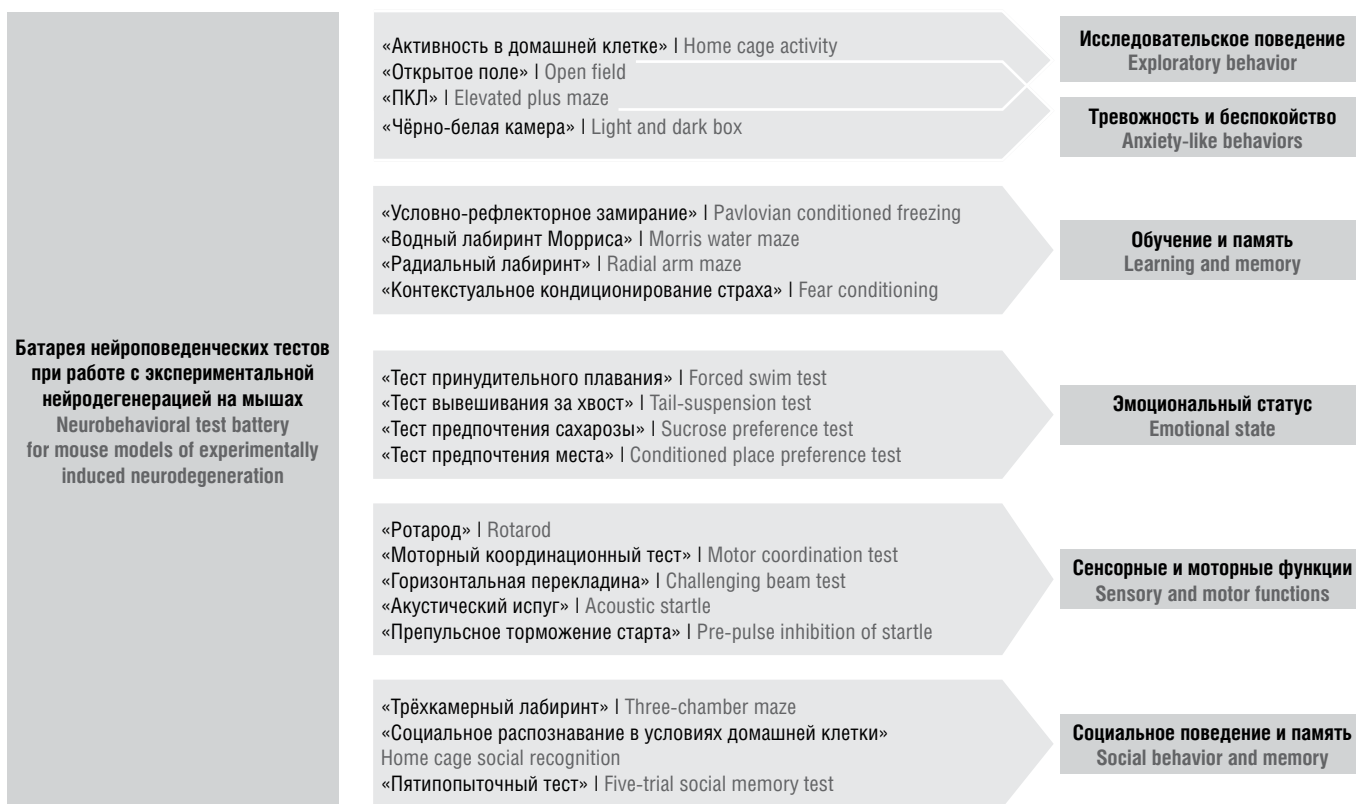 Батарея нейроповеденческих тестов
при работе с экспериментальной
нейродегенерацией на мышах
Neurobehavioral test battery
for mouse models of experimentally
induced neurodegeneration
«Активность в домашней клетке» | Home cage activity
«Открытое поле» | Open field
«ПКЛ» | Elevated plus maze
«Чёрно-белая камера» | Light and dark box
Исследовательское поведение
Exploratory behavior
Тревожность и беспокойство
Anxiety-like behaviors
«Условно-рефлекторное замирание» | Pavlovian conditioned freezing
«Водный лабиринт Морриса» | Morris water maze
«Радиальный лабиринт» | Radial arm maze
«Контекстуальное кондиционирование страха» | Fear conditioning
Обучение и память
Learning and memory
«Тест принудительного плавания» | Forced swim test
«Тест вывешивания за хвост» | Tail-suspension test
«Тест предпочтения сахарозы» | Sucrose preference test
«Тест предпочтения места» | Conditioned place preference test
Эмоциональный статус
Emotional state
«Ротарод» | Rotarod
«Моторный координационный тест» | Motor coordination test
«Горизонтальная перекладина» | Challenging beam test
«Акустический испуг» | Acoustic startle
«Препульсное торможение старта» | Pre-pulse inhibition of startle
Сенсорные и моторные функции
Sensory and motor functions
«Трёхкамерный лабиринт» | Three-chamber maze
«Социальное распознавание в условиях домашней клетки»
Home cage social recognition
«Пятипопыточный тест» | Five-trial social memory test
Социальное поведение и память
Social behavior and memory